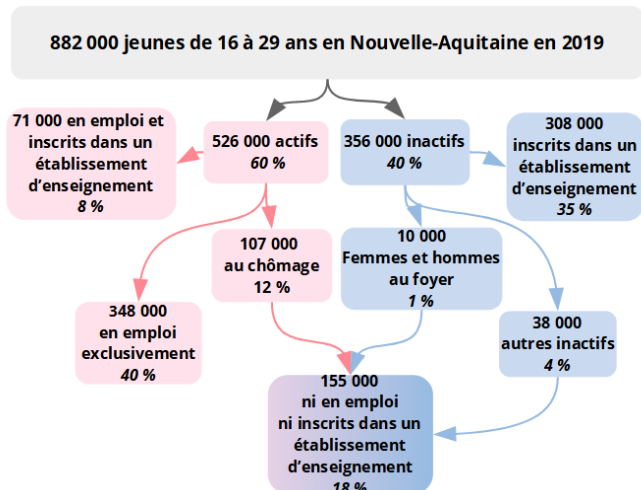 882 000 jeunes de 16 à 29 ans en Nouvelle-Aquitaine en 2019
71 000 en emploi et
inscrits dans un
établissement
d'enseignement
8 %
526 000 actifs
60 %
356 000 inactifs
40 %
308 000
inscrits dans un
établissement
d'enseignement
35 %
107 000
au chômage
12 %
10 000
Femmes et hommes
au foyer
1 %
348 000
en emploi
exclusivement
40 %
38 000
autres inactifs
4 %
155 000
ni en emploi
ni inscrits dans un
établissement
d'enseignement
18 %